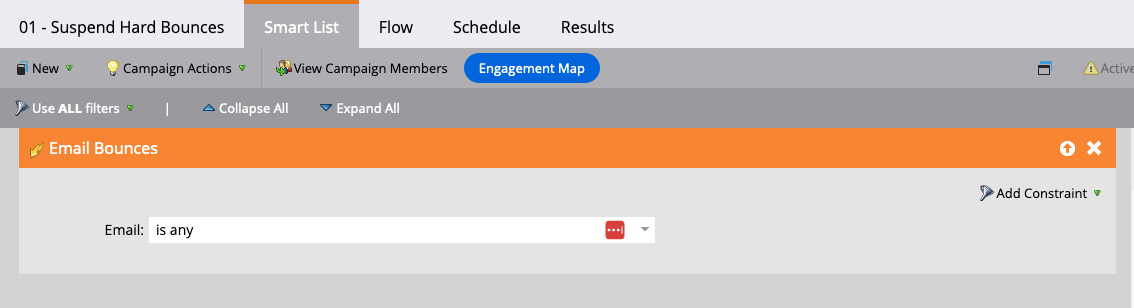 01 - Suspend Hard Bounces Smart List Flow Schedule Results
New Campaign Actions View Campaign Members Engagement Map Active
Use ALL filters | Collapse All Expand All
Email Bounces
Add Constraint
Email: is any